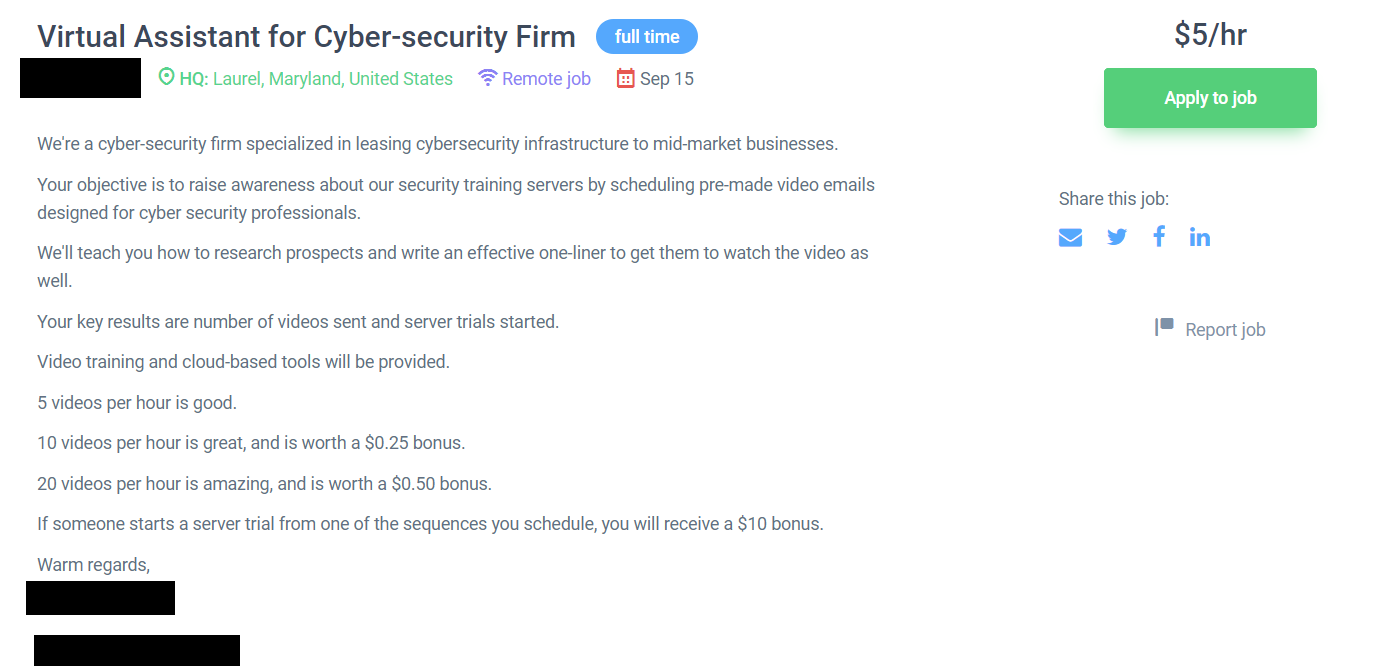 Virtual Assistant for Cyber-security Firm full time
HQ: Laurel, Maryland, United States Remote job Sep 15
We're a cyber-security firm specialized in leasing cybersecurity infrastructure to mid-market businesses.
Your objective is to raise awareness about our security training servers by scheduling pre-made video emails
designed for cyber security professionals.
We'll teach you how to research prospects and write an effective one-liner to get them to watch the video as
well.
Your key results are number of videos sent and server trials started.
Video training and cloud-based tools will be provided.
5 videos per hour is good.
10 videos per hour is great, and is worth a $0.25 bonus.
20 videos per hour is amazing, and is worth a $0.50 bonus.
If someone starts a server trial from one of the sequences you schedule, you will receive a $10 bonus.
Warm regards,
$5/hr
Apply to job
Share this job:
Report job